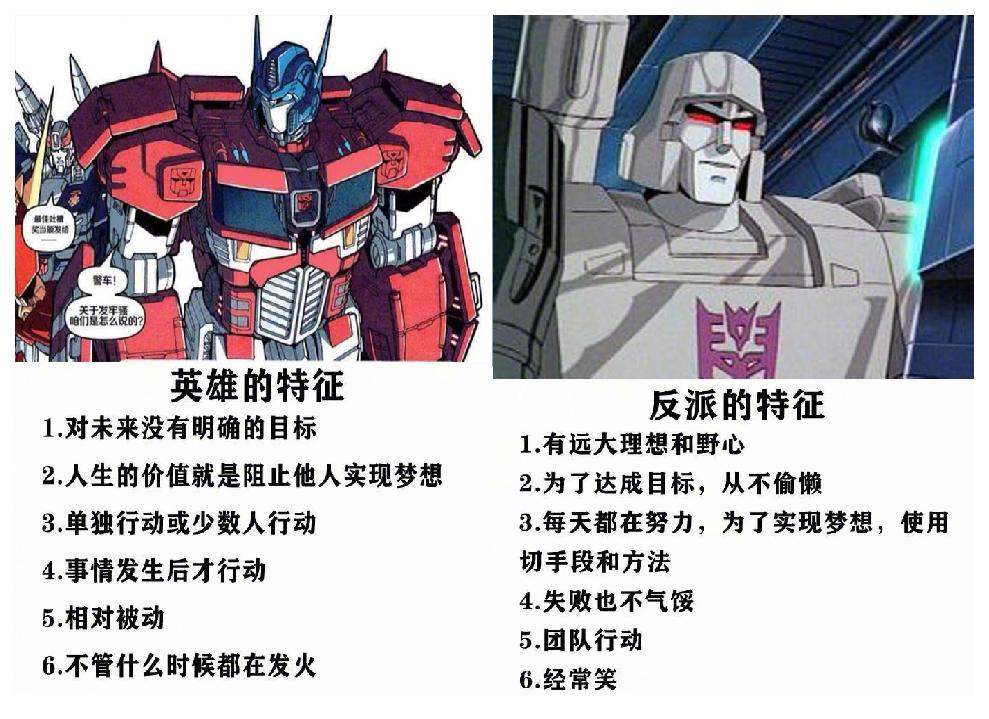 最佳吐槽
奖当颁发给
——
警车！
关于发牢骚
咱们是怎么说的?
英雄的特征
1.对未来没有明确的目标
2.人生的价值就是阻止他人实现梦想
3.单独行动或少数人行动
4.事情发生后才行动
5.相对被动
6.不管什么时候都在发火
反派的特征
1.有远大理想和野心
2.为了达成目标，从不偷懒
3.每天都在努力，为了实现梦想，使用
切手段和方法
4.失败也不气馁
5.团队行动
6.经常笑